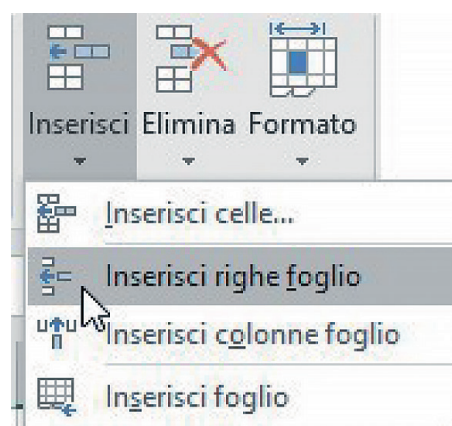 Inserisci Elimina Formato
Inserisci celle...
Inserisci righe foglio
Inserisci colonne foglio
Inserisci foglio